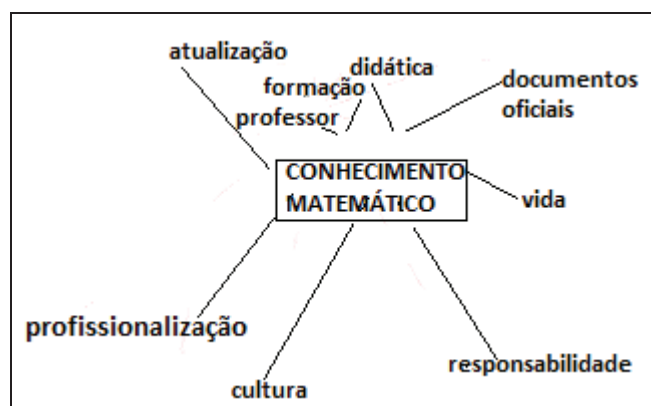 atualização
didática
formação
professor
documentos
oficiais
CONHECIMENTO
MATEMÁTICO
vida
profissionalização
cultura
responsabilidade